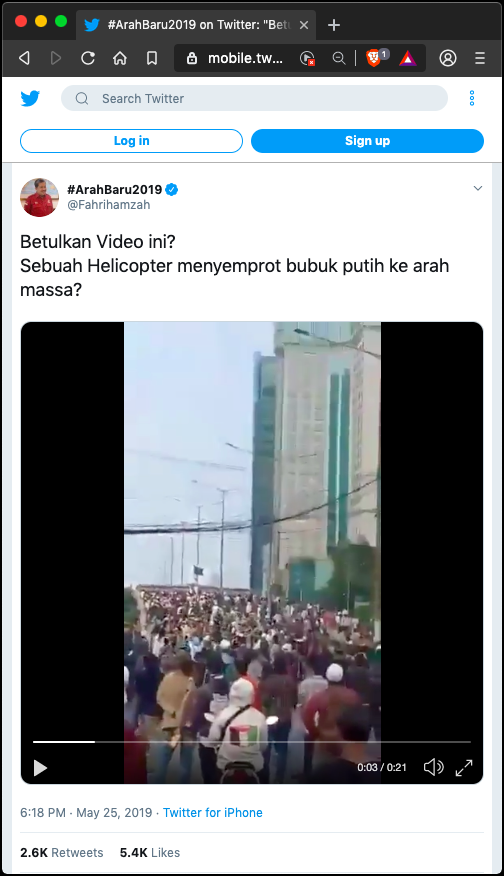 #ArahBaru2019 on Twitter: "Betu
mobile.tw...
1
Search Twitter
Log in
Sign up
#ArahBaru2019
@Fahrihamzah
Betulkan Video ini?
Sebuah Helicopter menyemprot bubuk putih ke arah
massa?
0:03 / 0:21
6:18 PM · May 25, 2019 · Twitter for iPhone
2.6K Retweets 5.4K Likes